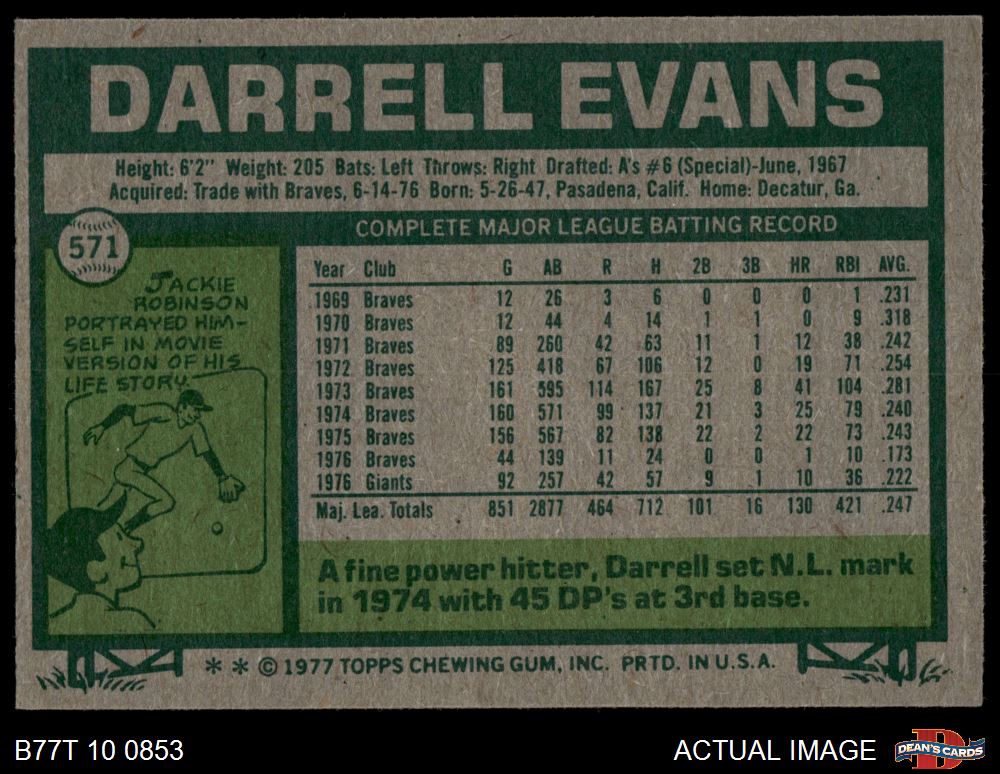 DARRELL EVANS
Height: 6'2" Weight: 205 Bats: Left Throws: Right Drafted: A's #6 (Special)-June, 1967
Acquired: Trade with Braves, 6-14-76 Born: 5-26-47, Pasadena, Calif. Home: Decatur, Ga.
571
JACKIE
ROBINSON
PORTRAYED HIM-
SELF IN MOVIE
VERSION OF HIS
LIFE STORY.
COMPLETE MAJOR LEAGUE BATTING RECORD
Year Club G AB R H 2B 3B HR RBI AVG.
1969 Braves 12 26 3 6 0 0 0 1 .231
1970 Braves 12 44 4 14 1 1 0 9 .318
1971 Braves 89 260 42 63 11 1 12 38 .242
1972 Braves 125 418 67 106 12 0 19 71 .254
1973 Braves 161 595 114 167 25 8 41 104 .281
1974 Braves 160 571 99 137 21 3 25 79 .240
1975 Braves 156 567 82 138 22 2 22 73 .243
1976 Braves 44 139 11 24 0 0 1 10 .173
1976 Giants 92 257 42 57 9 1 10 36 .222
Maj. Lea. Totals 851 2877 464 712 101 16 130 421 .247
A fine power hitter, Darrell set N.L. mark
in 1974 with 45 DP's at 3rd base.
* * © 1977 TOPPS CHEWING GUM, INC. PRTD. IN U.S.A.
B77T 10 0853
ACTUAL IMAGE
D
DEAN'S CARDS